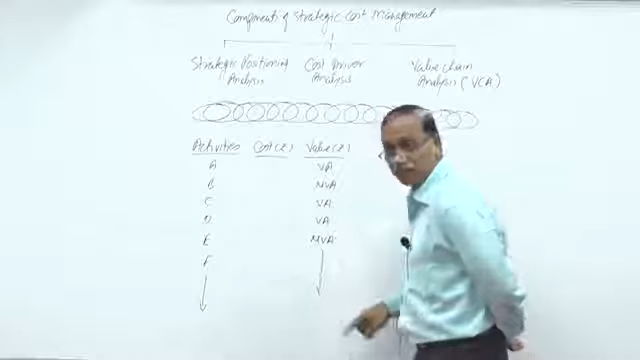 Components of Strategic Cost Management
Strategic Positioning Analysis
Cost Driver Analysis
Value Chain Analysis (VCA)
Activities Cost(₹) Value(₹)
A VA
B NVA
C VA
D VA
E NVA
F